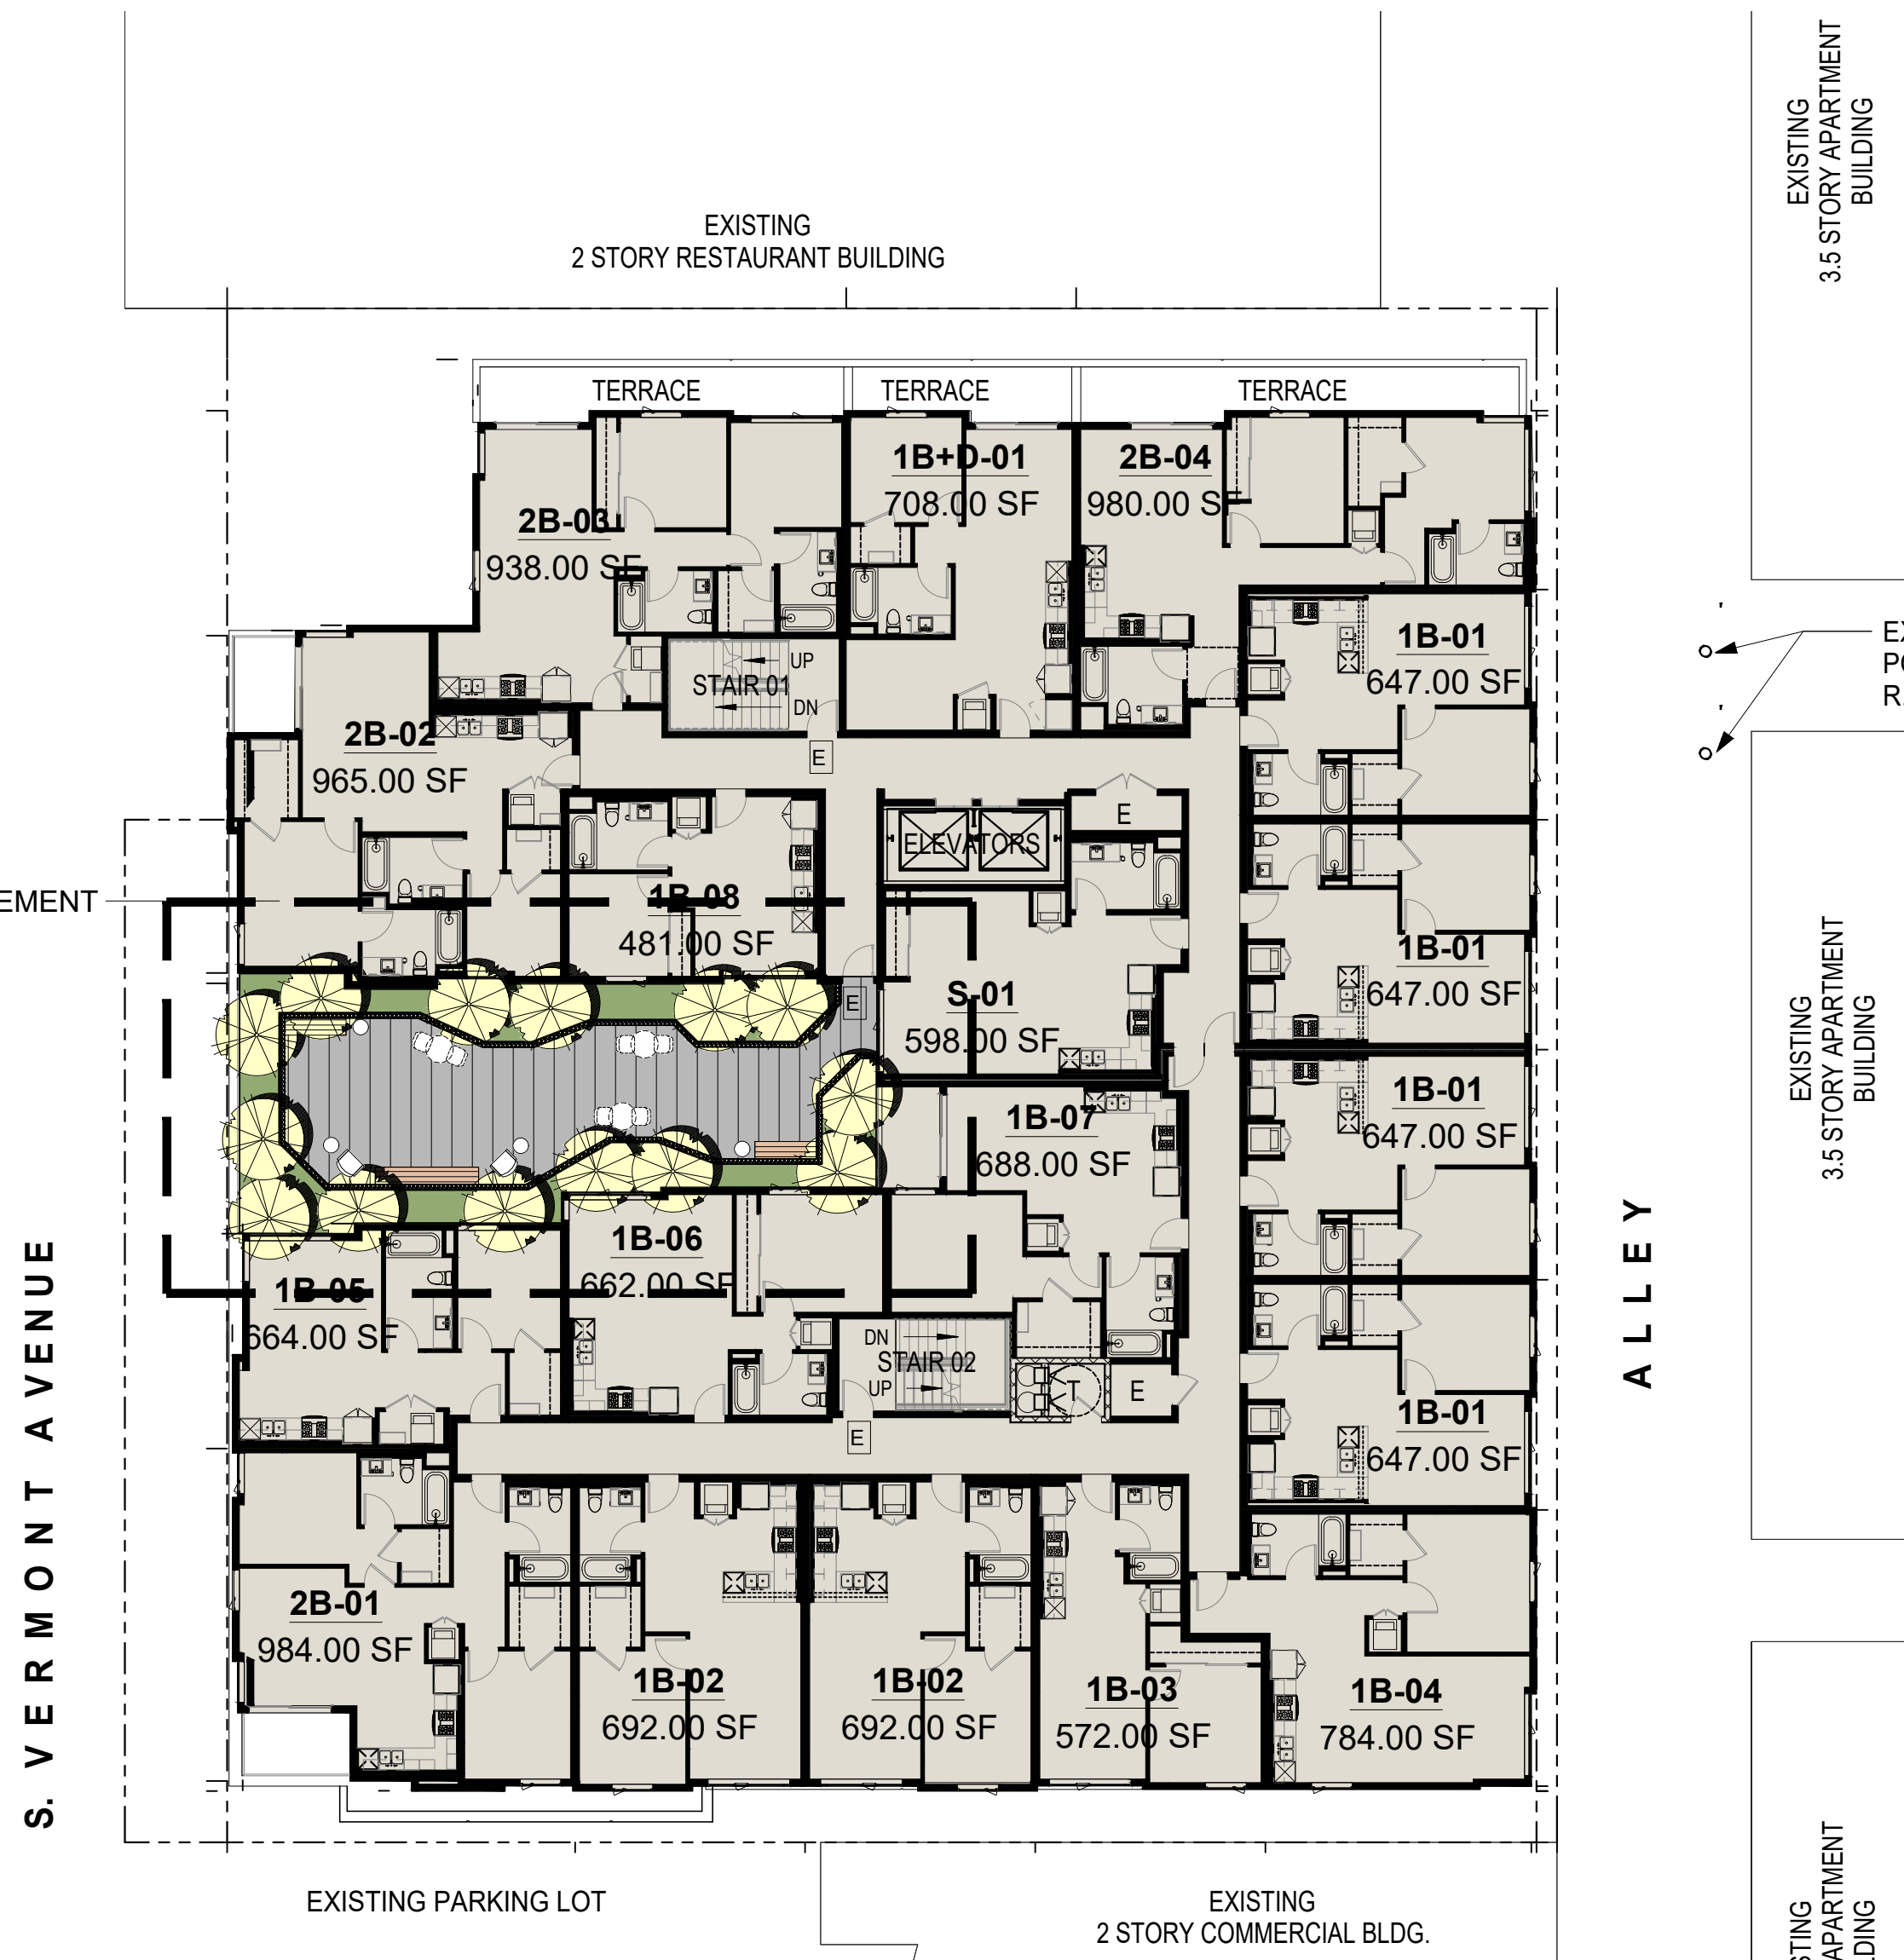 EXISTING
3.5 STORY APARTMENT
BUILDING
EXISTING
2 STORY RESTAURANT BUILDING
TERRACE
TERRACE
TERRACE
1B+D-01
708.00 SF
2B-04
980.00 SF
2B-03
938.00 SF
1B-01
647.00 SF
UP
STAIR 01
DN
2B-02
965.00 SF
E
E
ELEVATORS
1B-08
481.00 SF
1B-01
647.00 SF
E
S-01
598.00 SF
EXISTING
3.5 STORY APARTMENT
BUILDING
1B-07
688.00 SF
1B-01
647.00 SF
1B-06
662.00 SF
1B-05
664.00 SF
DN
STAIR 02
UP
T
E
E
1B-01
647.00 SF
S. VERMONT AVENUE
ALLEY
2B-01
984.00 SF
1B-02
692.00 SF
1B-02
692.00 SF
1B-03
572.00 SF
1B-04
784.00 SF
EXISTING PARKING LOT
EXISTING
2 STORY COMMERCIAL BLDG.
APARTMENT